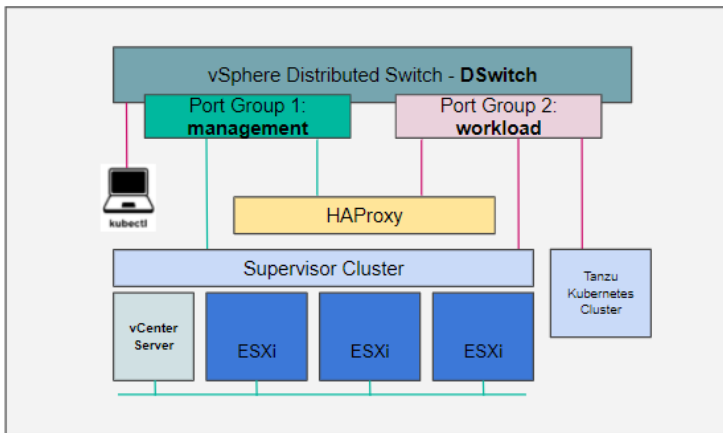 vSphere Distributed Switch - DSwitch
Port Group 1:
management
Port Group 2:
workload
kubectl
HAProxy
Supervisor Cluster
Tanzu
Kubernetes
Cluster
vCenter
Server
ESXi
ESXi
ESXi